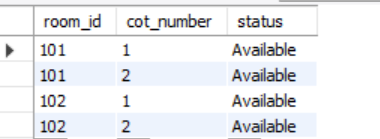 room_id cot_number status
101 1 Available
101 2 Available
102 1 Available
102 2 Available